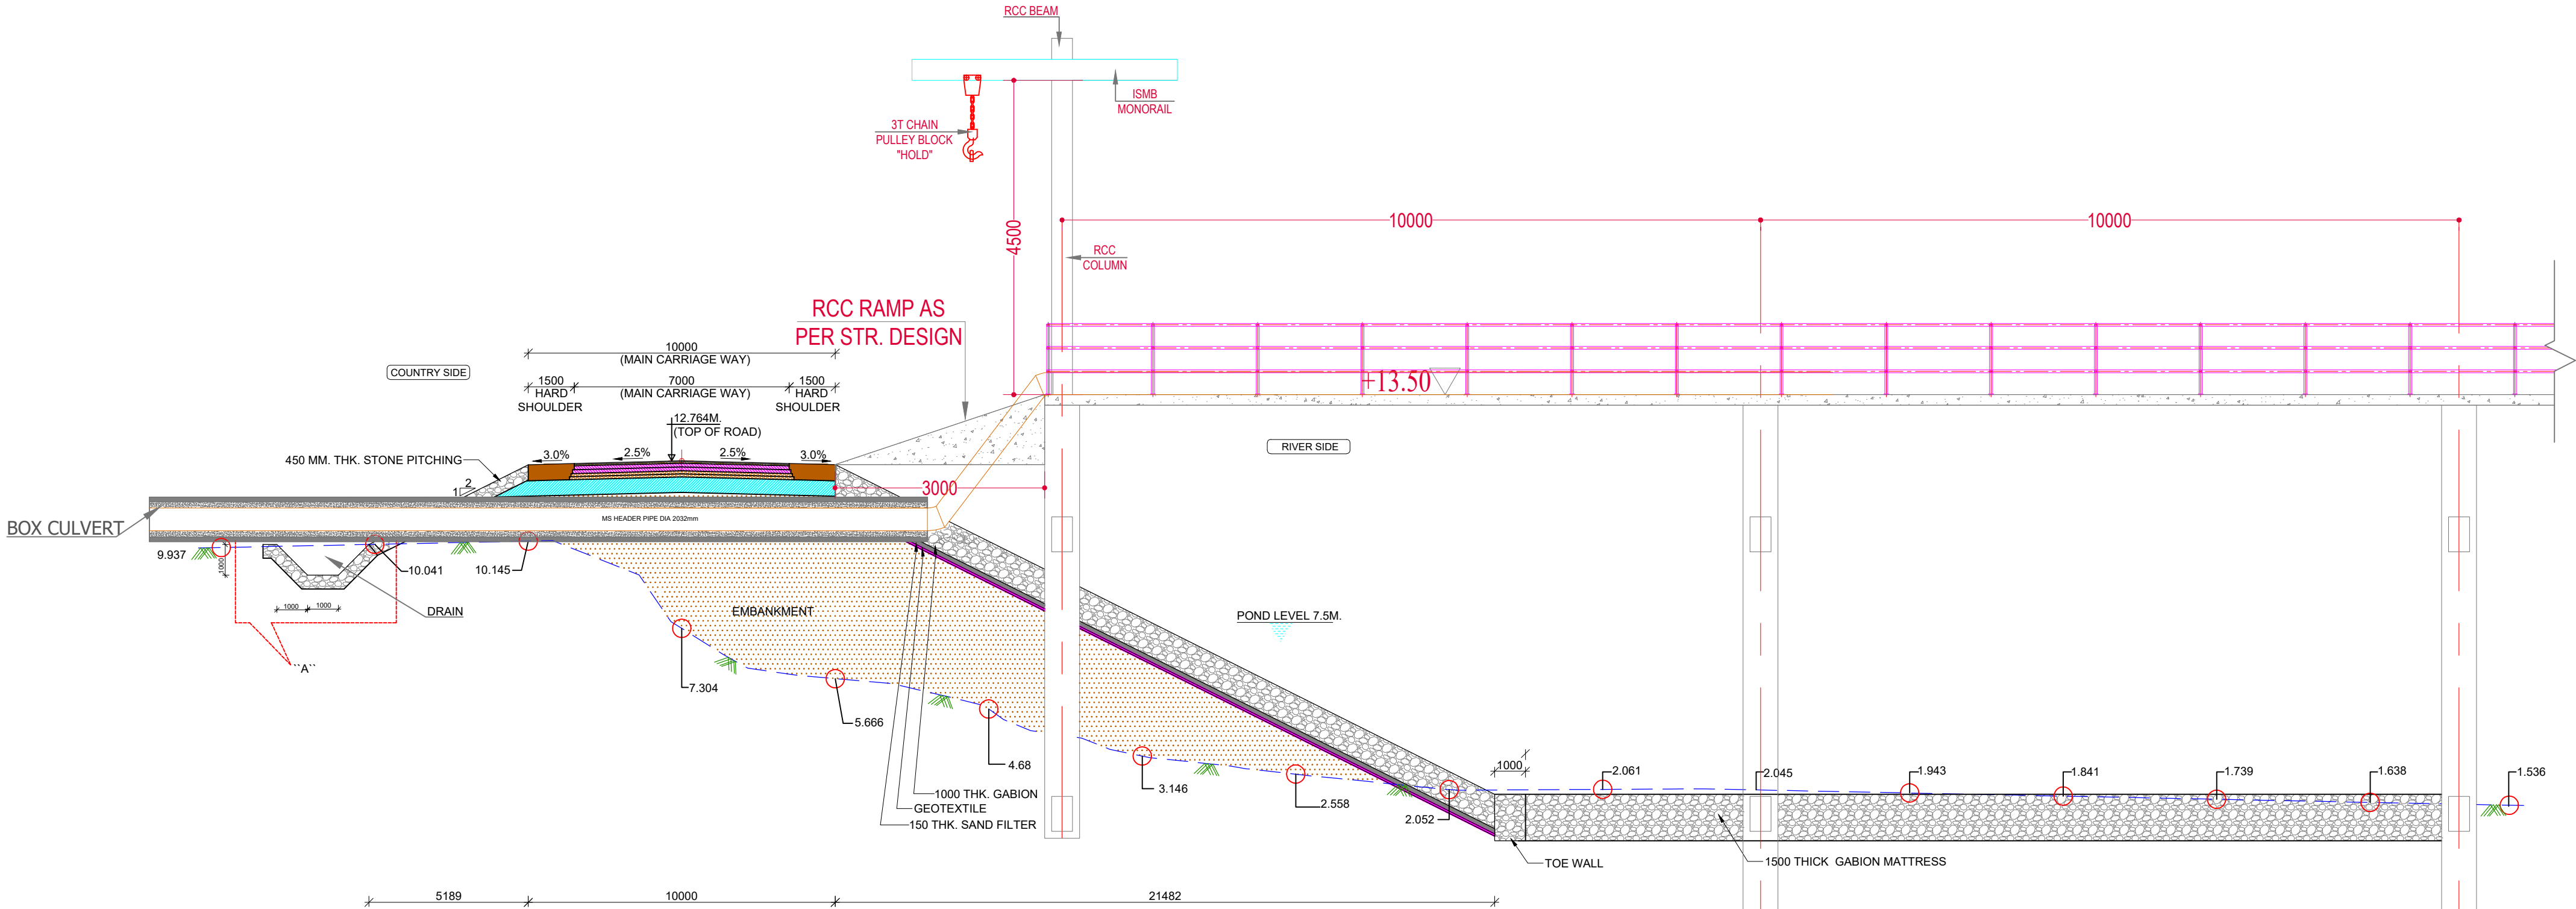 RCC BEAM
ISMB
MONORAIL
3T CHAIN
PULLEY BLOCK
"HOLD"
10000
10000
4500
RCC
COLUMN
RCC RAMP AS
PER STR. DESIGN
COUNTRY SIDE
10000
(MAIN CARRIAGE WAY)
1500
HARD
SHOULDER
7000
(MAIN CARRIAGE WAY)
1500
HARD
SHOULDER
+13.50
12.764M.
(TOP OF ROAD)
RIVER SIDE
450 MM. THK. STONE PITCHING
3.0%
2.5%
2.5%
3.0%
2
1
3000
BOX CULVERT
MS HEADER PIPE DIA 2032mm
9.937
1000
10.041
10.145
1000
1000
DRAIN
EMBANKMENT
POND LEVEL 7.5M.
``A``
7.304
5.666
4.68
3.146
2.558
2.052
1000
2.061
2.045
1.943
1.841
1.739
1.638
1.536
1000 THK. GABION
GEOTEXTILE
150 THK. SAND FILTER
TOE WALL
1500 THICK GABION MATTRESS
5189
10000
21482